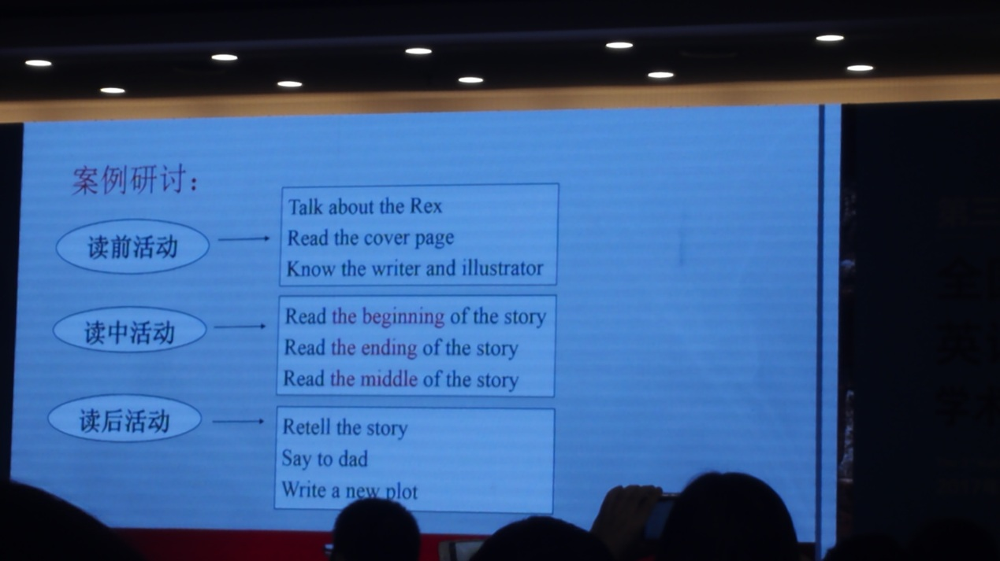 案例研讨：
读前活动
Talk about the Rex
Read the cover page
Know the writer and illustrator
读中活动
Read the beginning of the story
Read the ending of the story
Read the middle of the story
读后活动
Retell the story
Say to dad
Write a new plot
全
英
学术